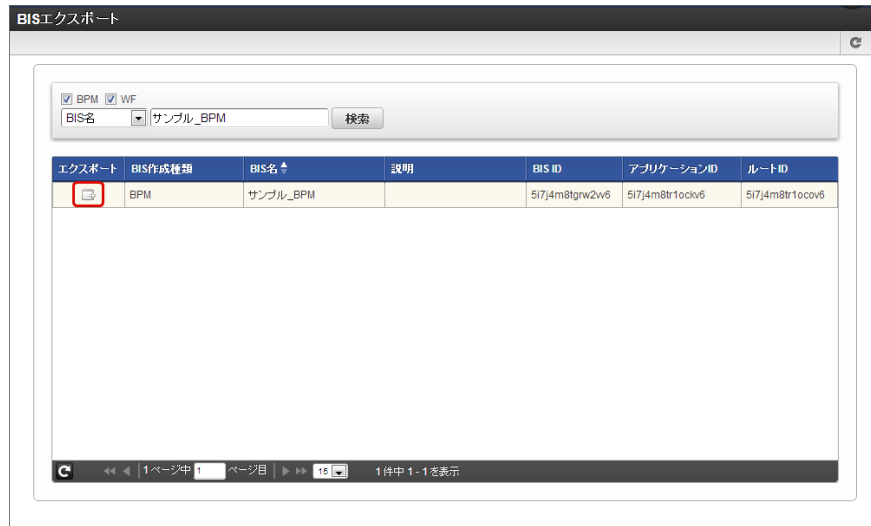 BISエクスポート
BPM WF
BIS名 サンプル_BPM 検索
エクスポート BIS作成種類 BIS名 説明 BIS ID アプリケーションID ルートID
BPM サンプル_BPM 5i7j4m8tgrw2vv6 5i7j4m8tr1ockv6 5i7j4m8tr1ocov6
1ページ中 1 ページ目 15 1件中 1 - 1 を表示